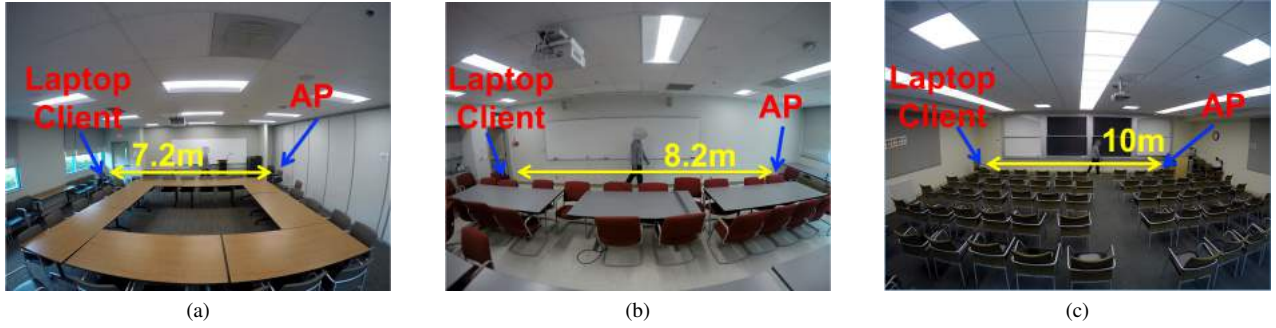 Laptop
Client
AP
7.2m
(a)
Laptop
Client
AP
8.2m
(b)
Laptop
Client
AP
10m
(c)